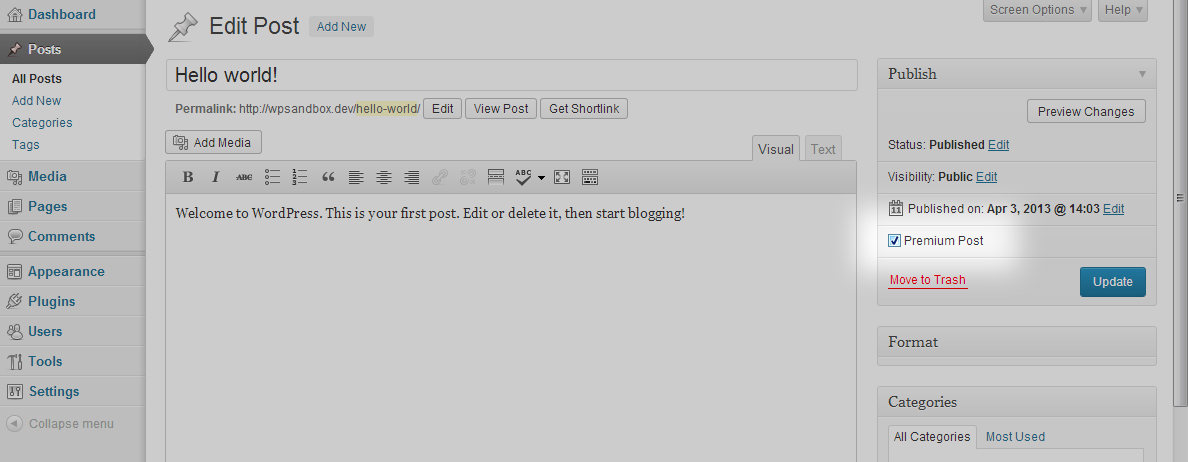 Dashboard
Posts
All Posts
Add New
Categories
Tags
Media
Pages
Comments
Appearance
Plugins
Users
Tools
Settings
Collapse menu
Screen Options
Help
Edit Post
Add New
Hello world!
Permalink: http://wpsandbox.dev/hello-world/
Edit
View Post
Get Shortlink
Add Media
Visual
Text
B
I
ABC
ABC
Welcome to WordPress. This is your first post. Edit or delete it, then start blogging!
Publish
Preview Changes
Status: Published Edit
Visibility: Public Edit
11
Published on: Apr 3, 2013 @ 14:03 Edit
Premium Post
Move to Trash
Update
Format
Categories
All Categories
Most Used